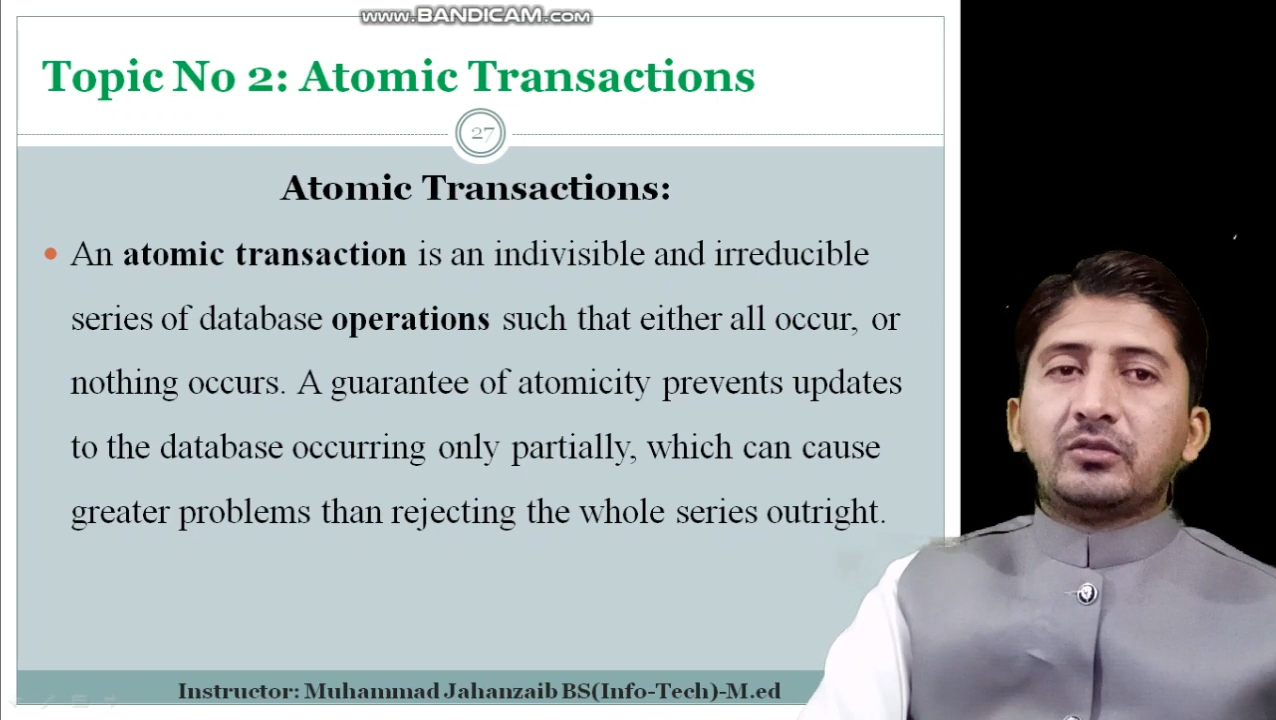 www.BANDICAM.com
Topic No 2: Atomic Transactions
27
Atomic Transactions:
An atomic transaction is an indivisible and irreducible
series of database operations such that either all occur, or
nothing occurs. A guarantee of atomicity prevents updates
to the database occurring only partially, which can cause
greater problems than rejecting the whole series outright.
Instructor: Muhammad Jahanzaib BS(Info-Tech)-M.ed